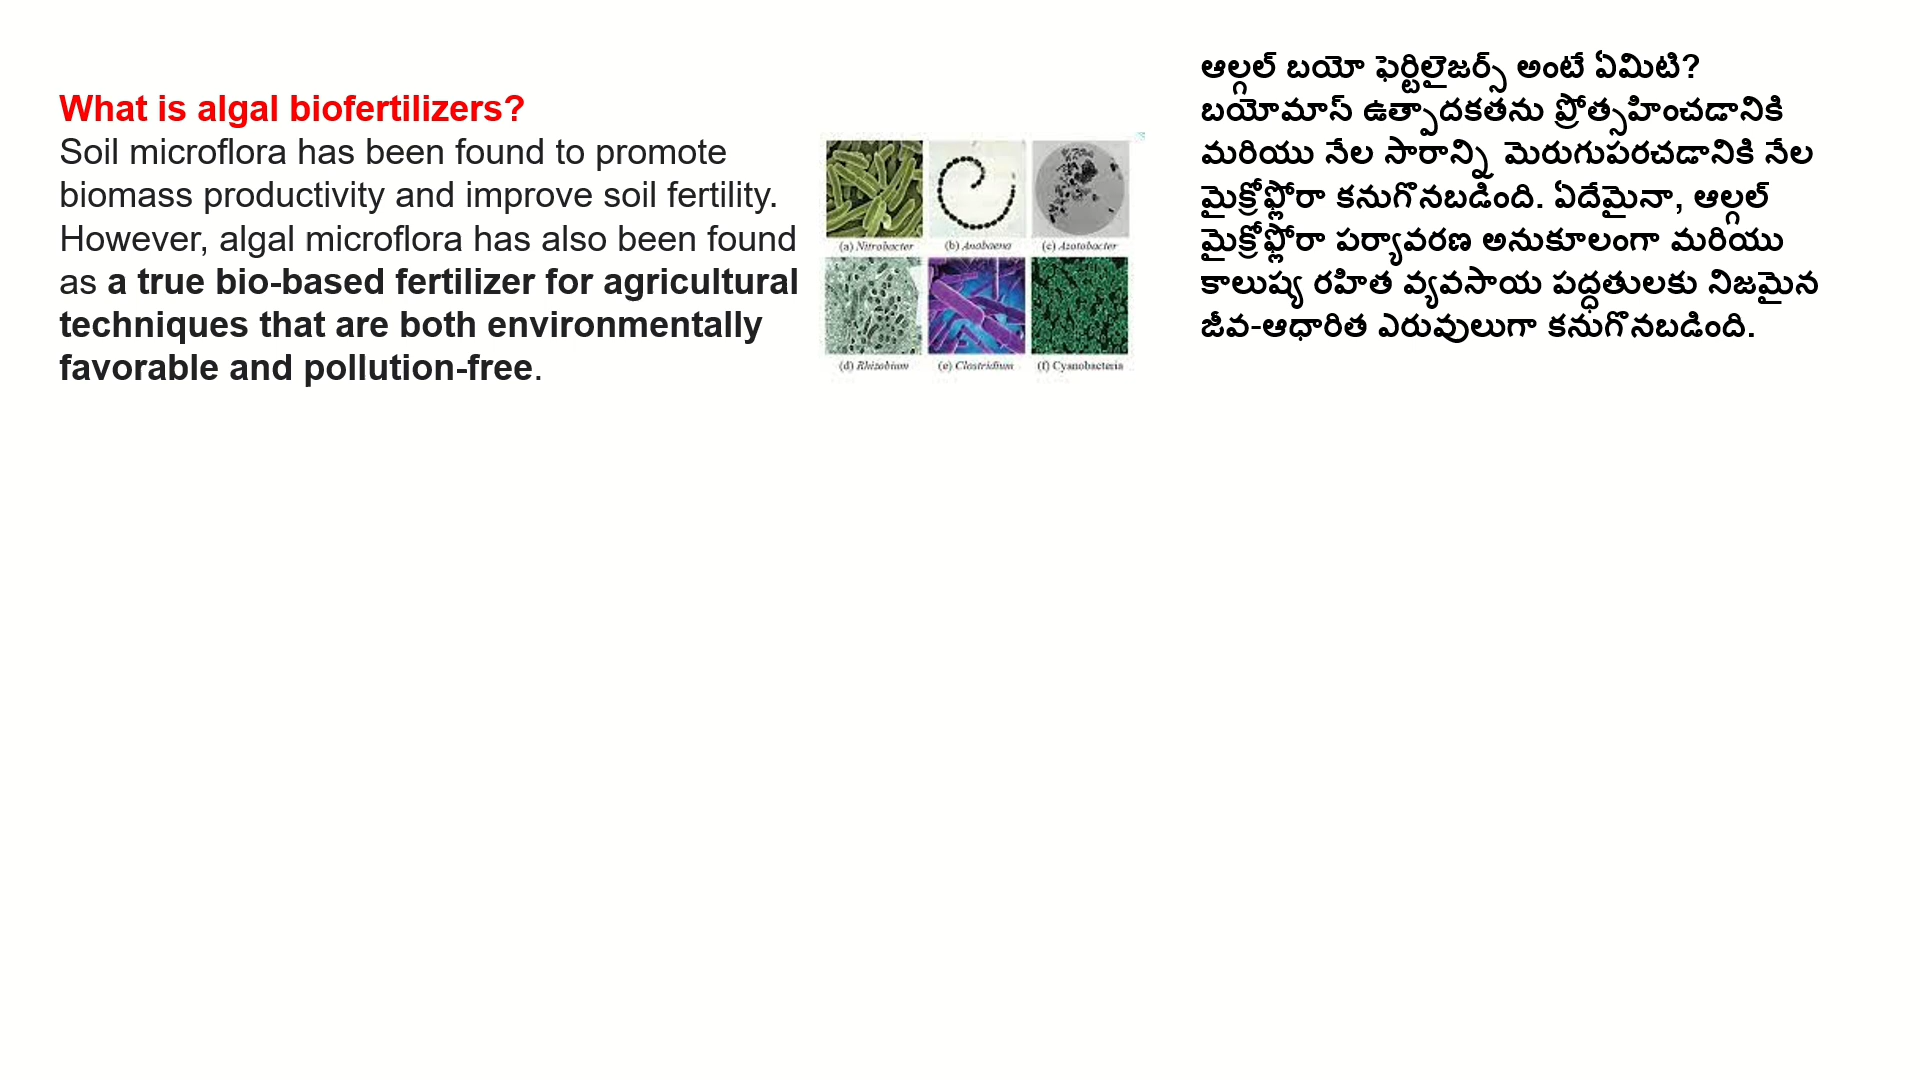 What is algal biofertilizers?
Soil microflora has been found to promote
biomass productivity and improve soil fertility.
However, algal microflora has also been found
as a true bio-based fertilizer for agricultural
techniques that are both environmentally
favorable and pollution-free.
(a) Nitrobacter (b) Anabaena (c) Azotobacter
(d) Rhizobium (e) Clostridium (f) Cyanobacteria
ఆల్గల్ బయో ఫెర్టిలైజర్స్ అంటే ఏమిటి?
బయోమాస్ ఉత్పాదకతను ప్రోత్సహించడానికి
మరియు నేల సారాన్ని మెరుగుపరచడానికి నేల
మైక్రోఫ్లోరా కనుగొనబడింది. ఏదేమైనా, ఆల్గల్
మైక్రోఫ్లోరా పర్యావరణ అనుకూలంగా మరియు
కాలుష్య రహిత వ్యవసాయ పద్ధతులకు నిజమైన
జీవ-ఆధారిత ఎరువులుగా కనుగొనబడింది.